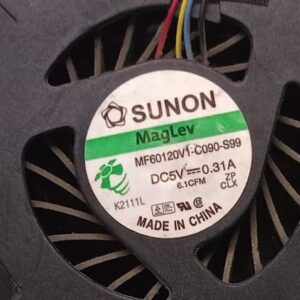 SUNON
MagLev
MF60120V1-C090-S99
DC5V⎓0.31A
6.1CFM
ZP
CLX
K2111L
MADE IN CHINA